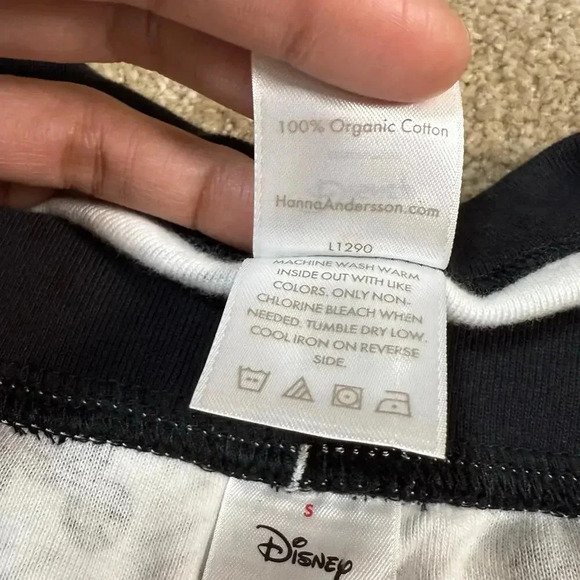 100% Organic Cotton
HannaAndersson.com
L1290
MACHINE WASH WARM
INSIDE OUT WITH LIKE
COLORS. ONLY NON-
CHLORINE BLEACH WHEN
NEEDED. TUMBLE DRY LOW.
COOL IRON ON REVERSE
SIDE.
S
Disney